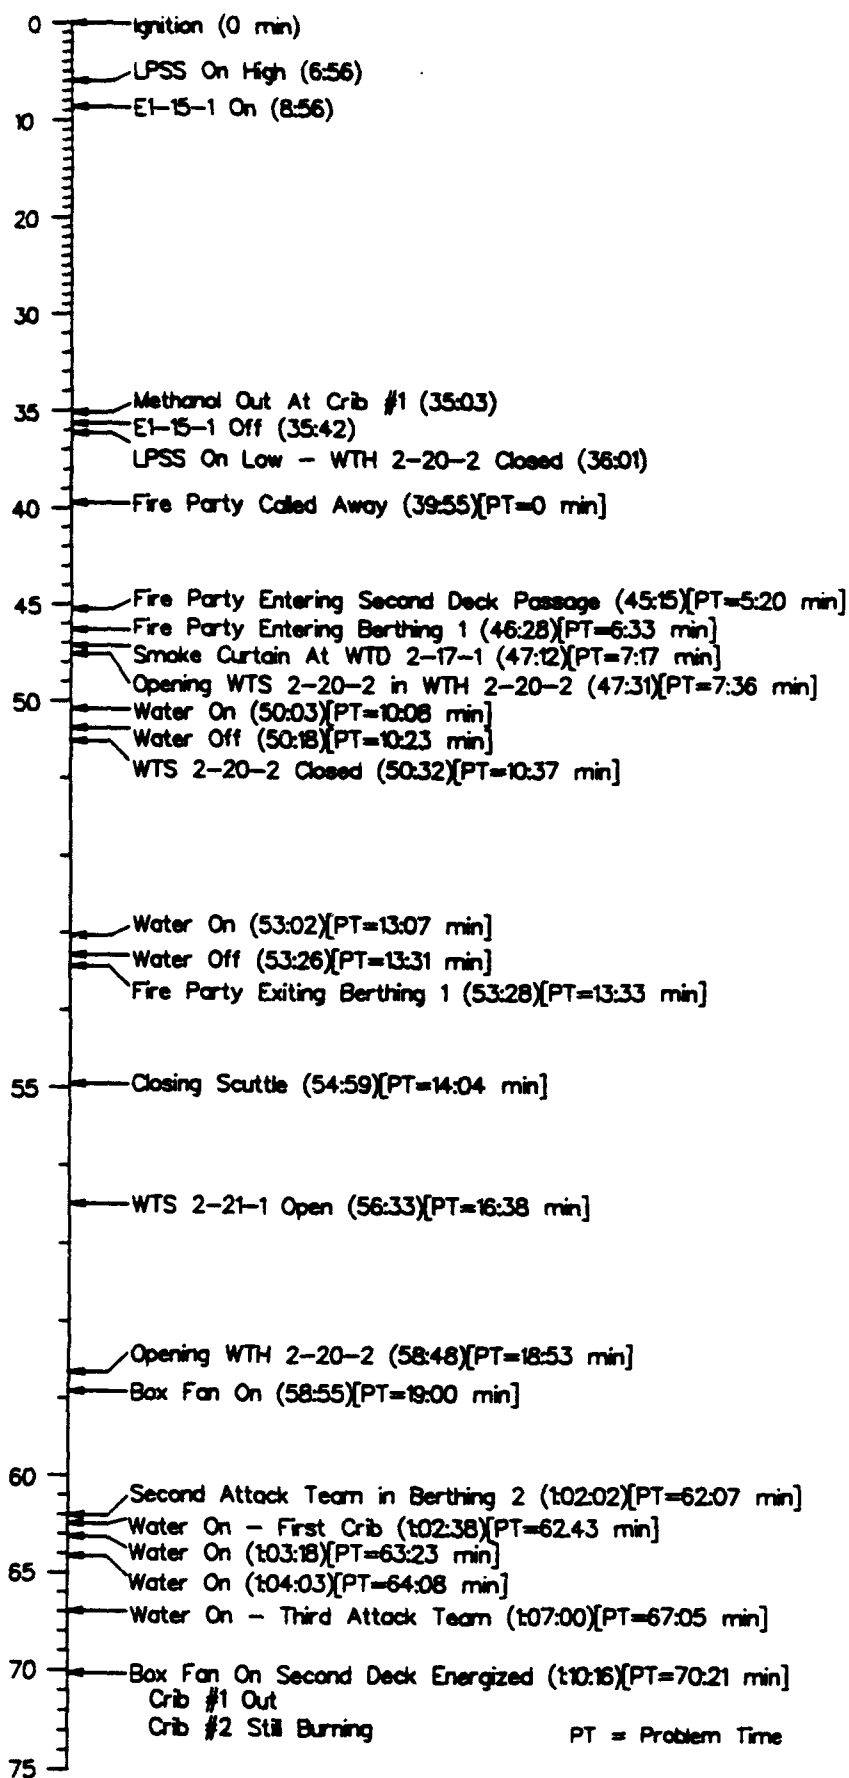 0
Ignition (0 min)
LPSS On High (6:56)
E1-15-1 On (8:56)
10
20
30
Methanol Out At Crib #1 (35:03)
35
E1-15-1 Off (35:42)
LPSS On Low - WTH 2-20-2 Closed (36:01)
Fire Party Called Away (39:55)[PT=0 min]
40
Fire Party Entering Second Deck Passage (45:15)[PT=5:20 min]
45
Fire Party Entering Berthing 1 (46:28)[PT=6:33 min]
Smoke Curtain At WTD 2-17-1 (47:12)[PT=7:17 min]
Opening WTS 2-20-2 in WTH 2-20-2 (47:31)[PT=7:36 min]
50
Water On (50:03)[PT=10:08 min]
Water Off (50:18)[PT=10:23 min]
WTS 2-20-2 Closed (50:32)[PT=10:37 min]
Water On (53:02)[PT=13:07 min]
Water Off (53:26)[PT=13:31 min]
Fire Party Exiting Berthing 1 (53:28)[PT=13:33 min]
55
Closing Scuttle (54:59)[PT=14:04 min]
WTS 2-21-1 Open (56:33)[PT=16:38 min]
Opening WTH 2-20-2 (58:48)[PT=18:53 min]
Box Fan On (58:55)[PT=19:00 min]
60
Second Attack Team in Berthing 2 (1:02:02)[PT=62:07 min]
Water On - First Crib (1:02:38)[PT=62.43 min]
Water On (1:03:18)[PT=63:23 min]
65
Water On (1:04:03)[PT=64:08 min]
Water On - Third Attack Team (1:07:00)[PT=67:05 min]
70
Box Fan On Second Deck Energized (1:10:16)[PT=70:21 min]
Crib #1 Out
Crib #2 Still Burning
PT = Problem Time
75